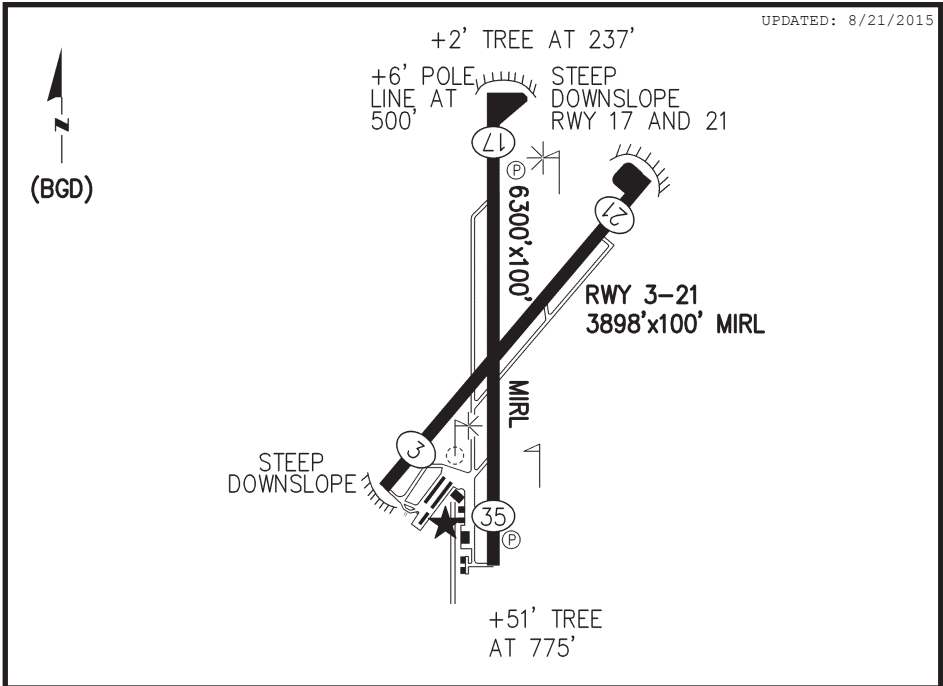 UPDATED: 8/21/2015
+2' TREE AT 237'
+6' POLE
LINE AT
500'
STEEP
DOWNSLOPE
RWY 17 AND 21
N
(BGD)
17
P
6300'x100'
21
RWY 3-21
3898'x100' MIRL
MIRL
3
STEEP
DOWNSLOPE
35
P
+51' TREE
AT 775'